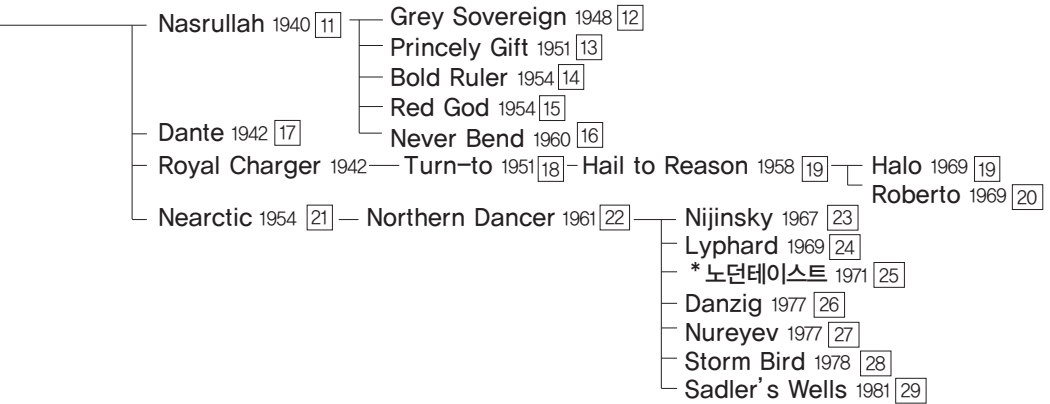 Nasrullah 1940 11 Grey Sovereign 1948 12
Princely Gift 1951 13
Bold Ruler 1954 14
Red God 1954 15
Never Bend 1960 16
Dante 1942 17
Royal Charger 1942 Turn-to 1951 18 Hail to Reason 1958 19 Halo 1969 19
Roberto 1969 20
Nearctic 1954 21 Northern Dancer 1961 22 Nijinsky 1967 23
Lyphard 1969 24
*노던테이스트 1971 25
Danzig 1977 26
Nureyev 1977 27
Storm Bird 1978 28
Sadler's Wells 1981 29